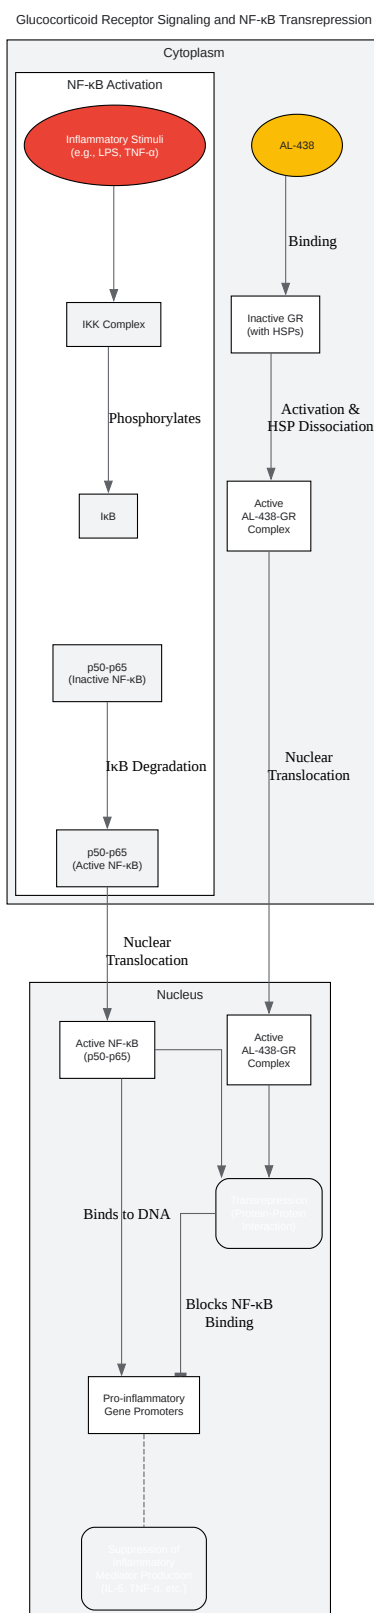 Glucocorticoid Receptor Signaling and NF-κB Transrepression
Cytoplasm
NF-κB Activation
Inflammatory Stimuli
(e.g., LPS, TNF-α)
AL-438
Binding
IKK Complex
Inactive GR
(with HSPs)
Phosphorylates
Activation &
HSP Dissociation
IκB
Active
AL-438-GR
Complex
p50-p65
(Inactive NF-κB)
IκB Degradation
Nuclear
Translocation
p50-p65
(Active NF-κB)
Nuclear
Translocation
Nucleus
Active NF-κB
(p50-p65)
Active
AL-438-GR
Complex
Transrepression
(Protein-Protein
Interaction)
Binds to DNA
Blocks NF-κB
Binding
Pro-inflammatory
Gene Promoters
Suppression of
Inflammatory
Mediator Production
(IL-6, TNF-α, etc.)